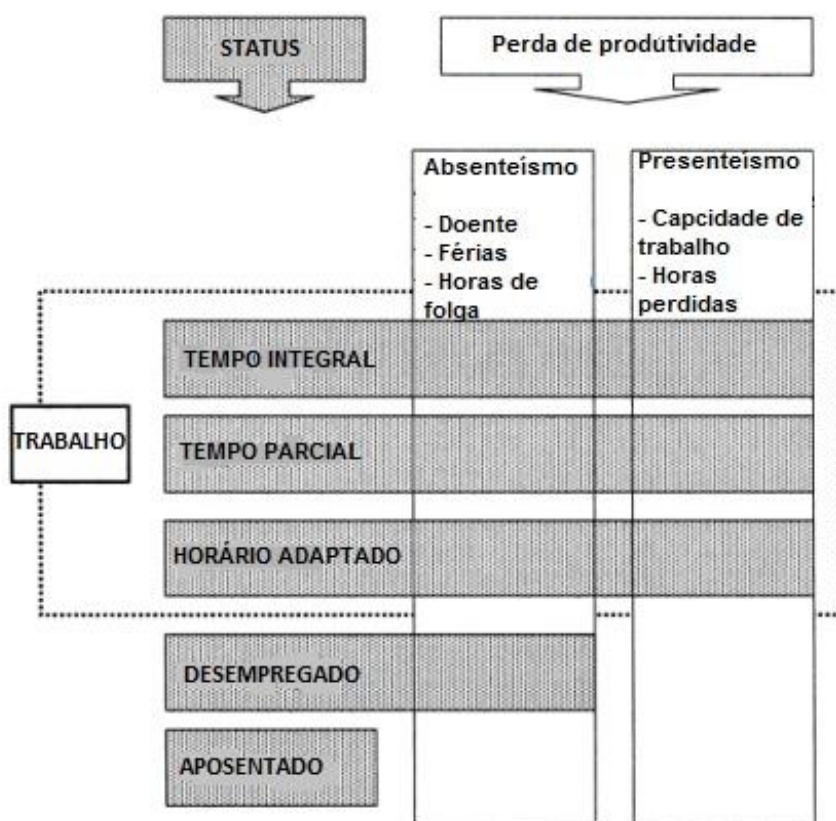 STATUS
Perda de produtividade
Absenteísmo
- Doente
- Férias
- Horas de
folga
Presenteísmo
- Capcidade de
trabalho
- Horas
perdidas
TRABALHO
TEMPO INTEGRAL
TEMPO PARCIAL
HORÁRIO ADAPTADO
DESEMPREGADO
APOSENTADO